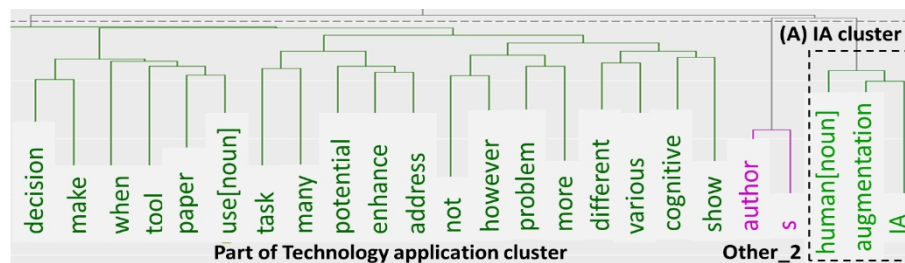 (A) IA cluster
decision
make
when
tool
paper
use[noun]
task
many
potential
enhance
address
not
however
problem
more
different
various
cognitive
show
author
s
human[noun]
augmentation
IA
Part of Technology application cluster
Other_2